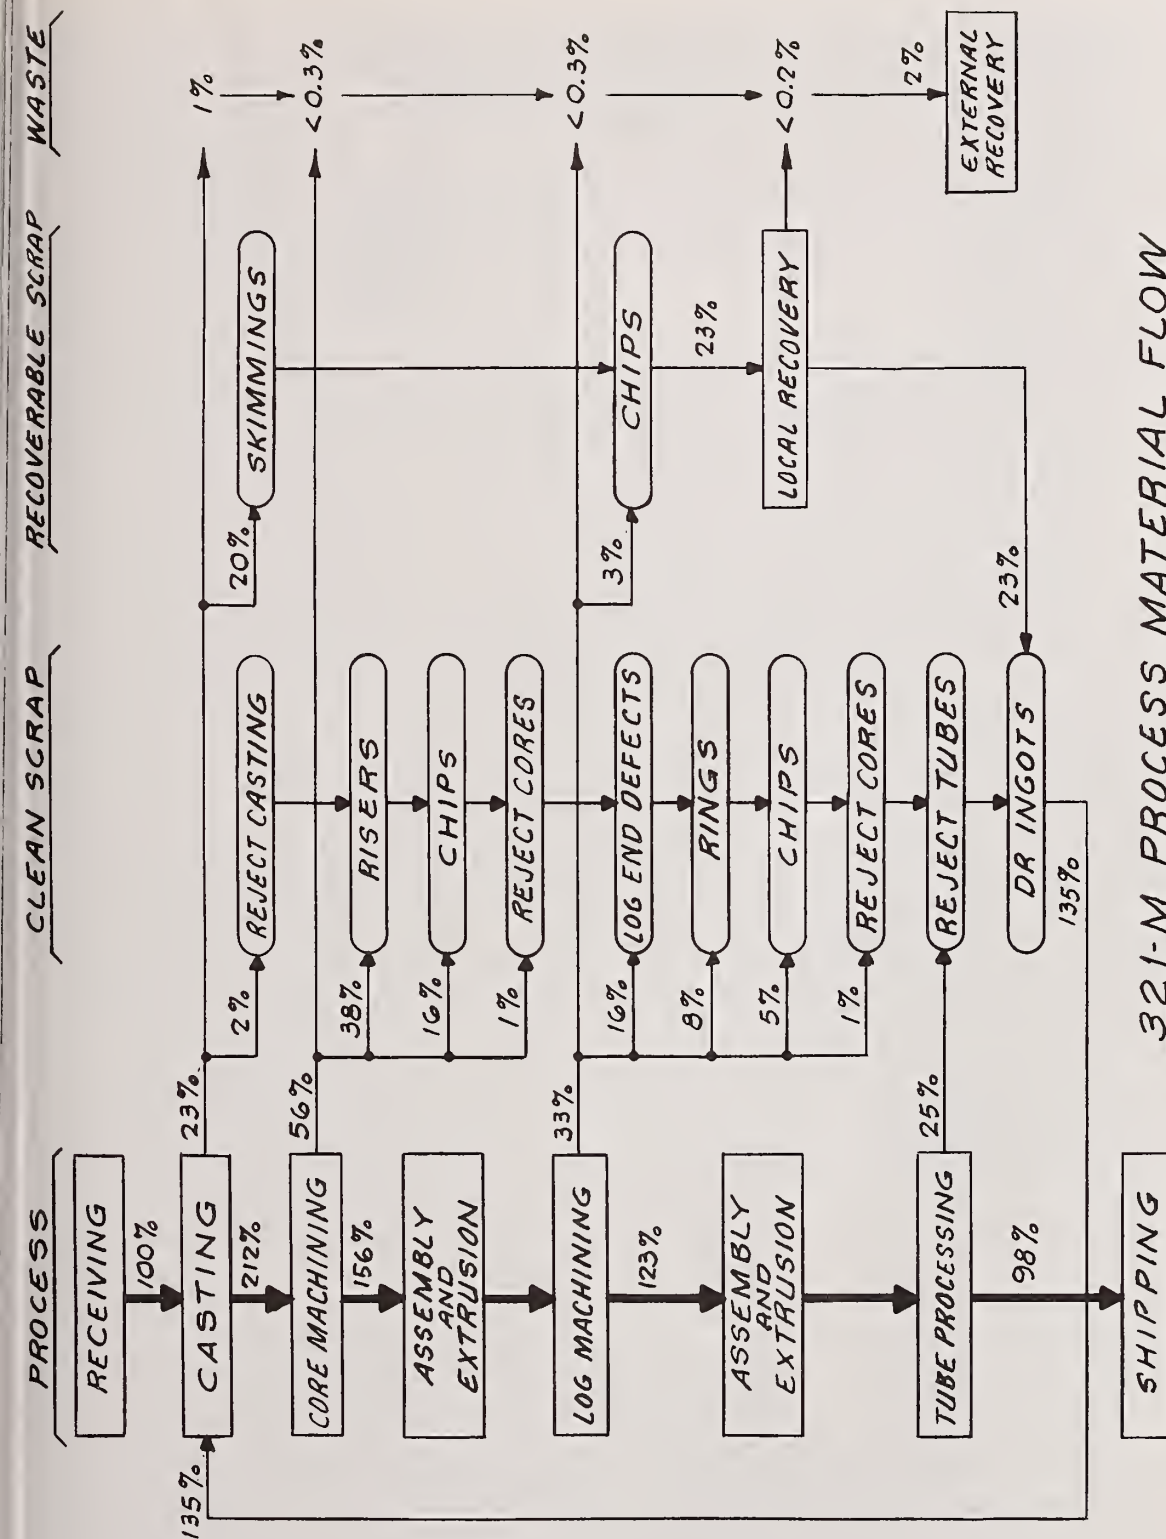 PROCESS
CLEAN SCRAP
RECOVERABLE SCRAP
WASTE
RECEIVING
100%
135%
CASTING
23%
212%
CORE MACHINING
56%
156%
ASSEMBLY
AND
EXTRUSION
LOG MACHINING
33%
123%
ASSEMBLY
AND
EXTRUSION
TUBE PROCESSING
25%
98%
SHIPPING
2%
REJECT CASTING
38%
RISERS
16%
CHIPS
1%
REJECT CORES
16%
LOG END DEFECTS
8%
RINGS
5%
CHIPS
1%
REJECT CORES
REJECT TUBES
DR INGOTS
135%
20%
SKIMMINGS
3%
CHIPS
23%
LOCAL RECOVERY
23%
1%
<0.3%
<0.3%
<0.2%
2%
EXTERNAL
RECOVERY
321-M PROCESS MATERIAL FLOW